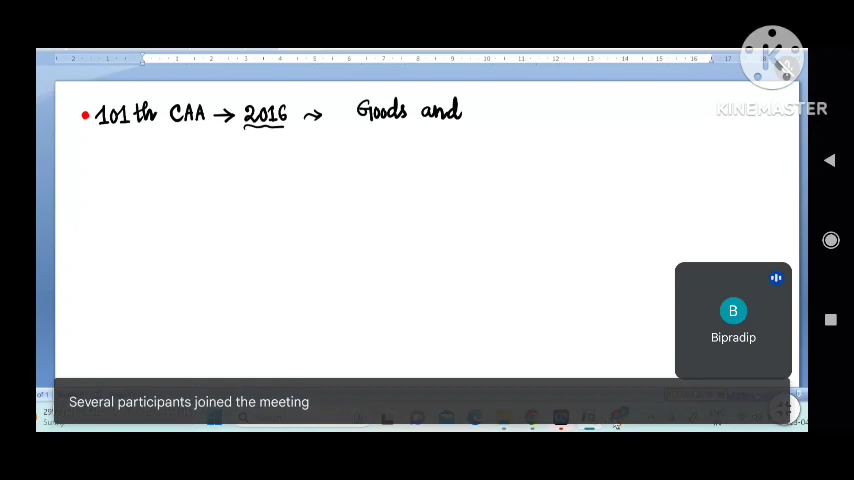 KINEMASTER
101th CAA → 2016 ~> Goods and
B
Bipradip
Several participants joined the meeting